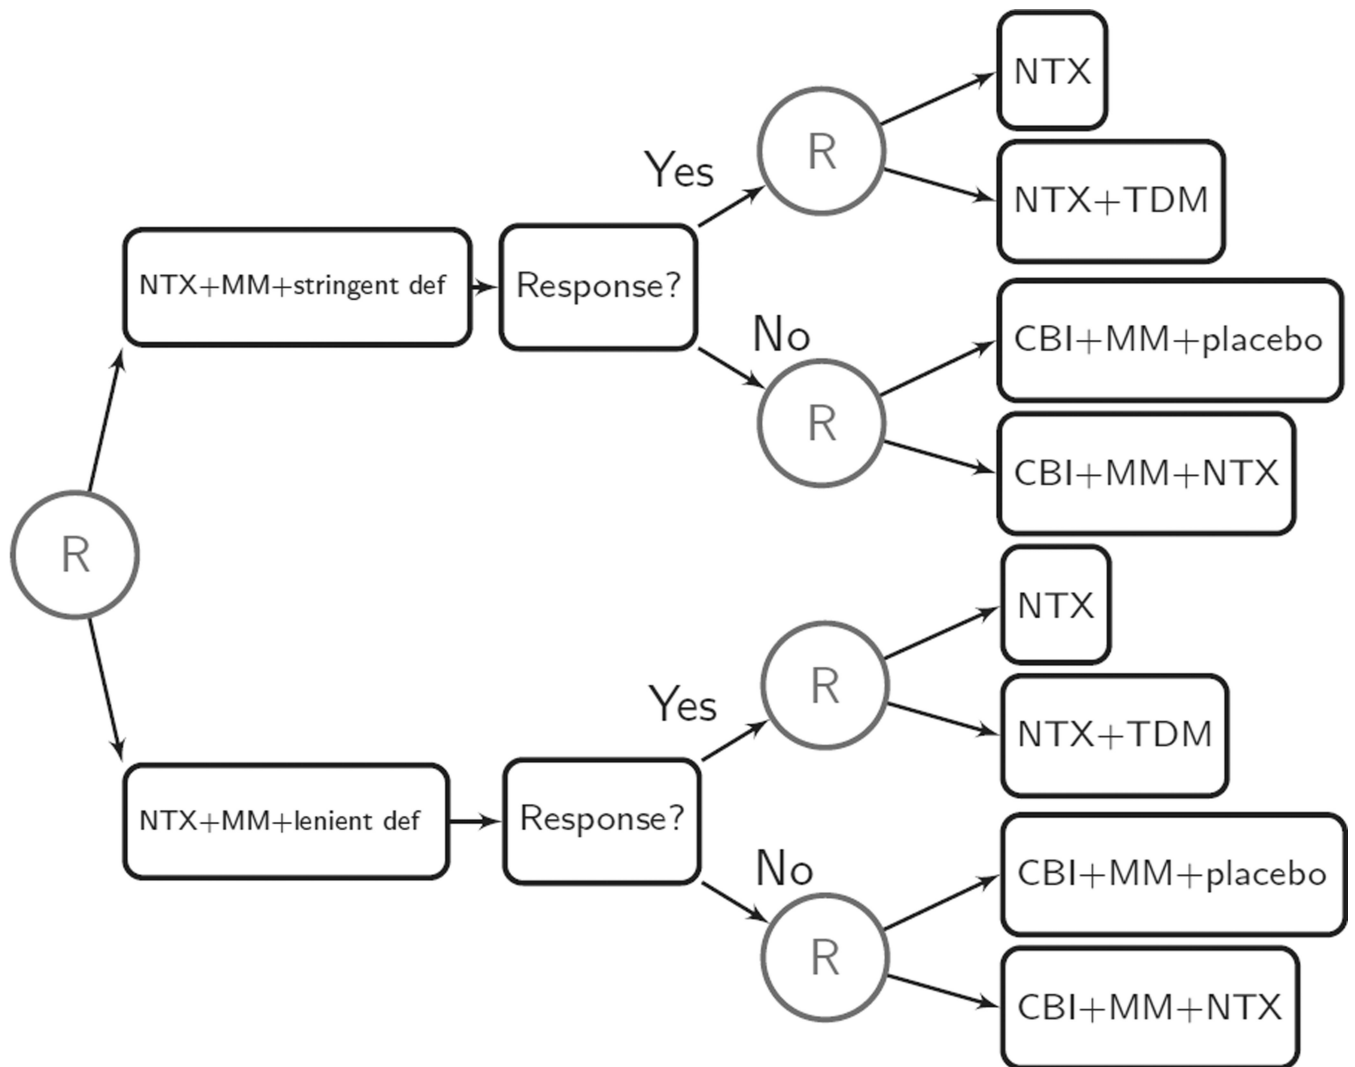 NTX
R
Yes
NTX+TDM
NTX+MM+stringent def
Response?
No
CBI+MM+placebo
R
CBI+MM+NTX
R
NTX
R
Yes
NTX+TDM
NTX+MM+lenient def
Response?
No
CBI+MM+placebo
R
CBI+MM+NTX